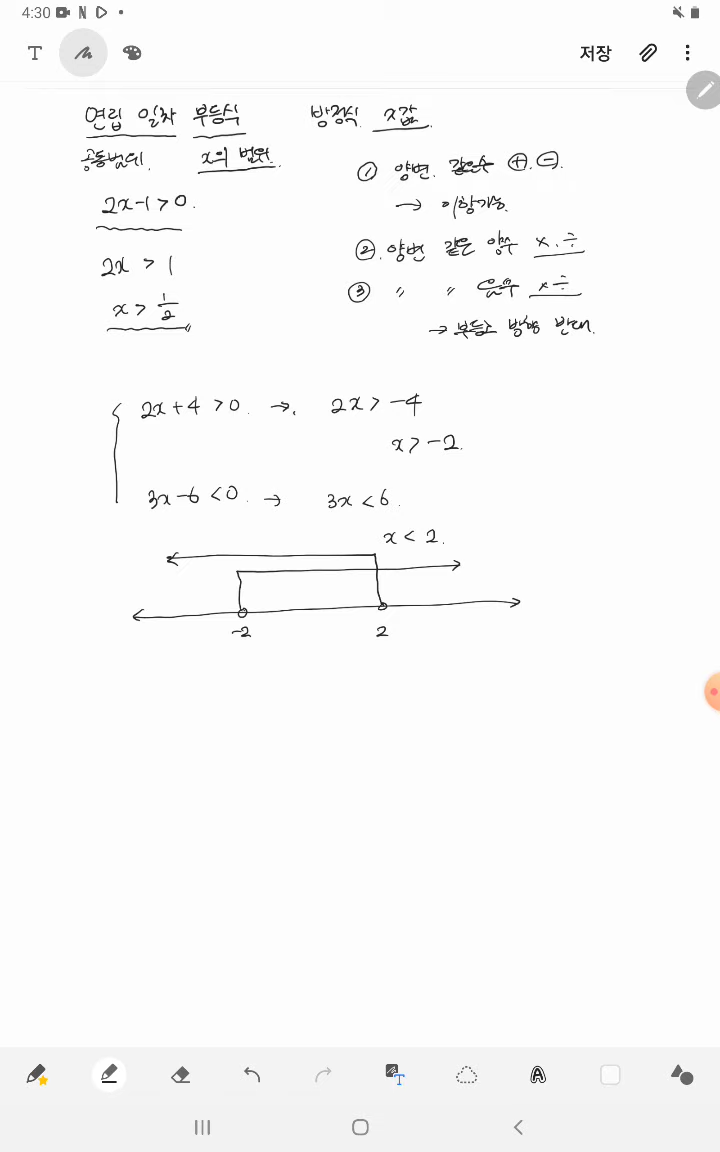 4:30
T
저장
연립 일차 부등식
방정식. x값.
공통범위.
x의 범위.
2x-1>0.
2x > 1
x > 1/2
① 양변. 같은수 ⊕. ⊖.
→ 이항가능.
②. 양변 같은 양수 ×. ÷
③ 〃 〃 음수 ×÷
→ 부등호 방향 반대.
2x+4 >0. →. 2x> -4
x> -2.
3x-6 <0. → 3x <6.
x < 2.
-2 2